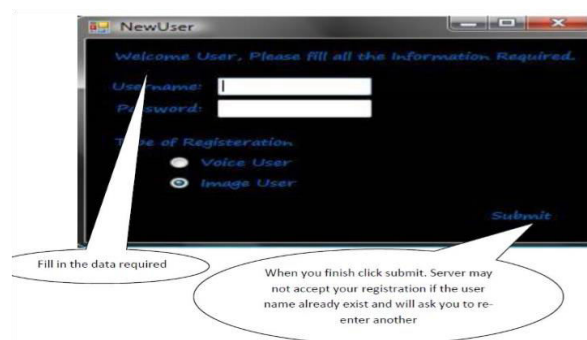 NewUser
Welcome User, Please fill all the Information Required.
Username:
Password:
Type of Registeration
Voice User
Image User
Submit
Fill in the data required
When you finish click submit. Server may
not accept your registration if the user
name already exist and will ask you to re-
enter another